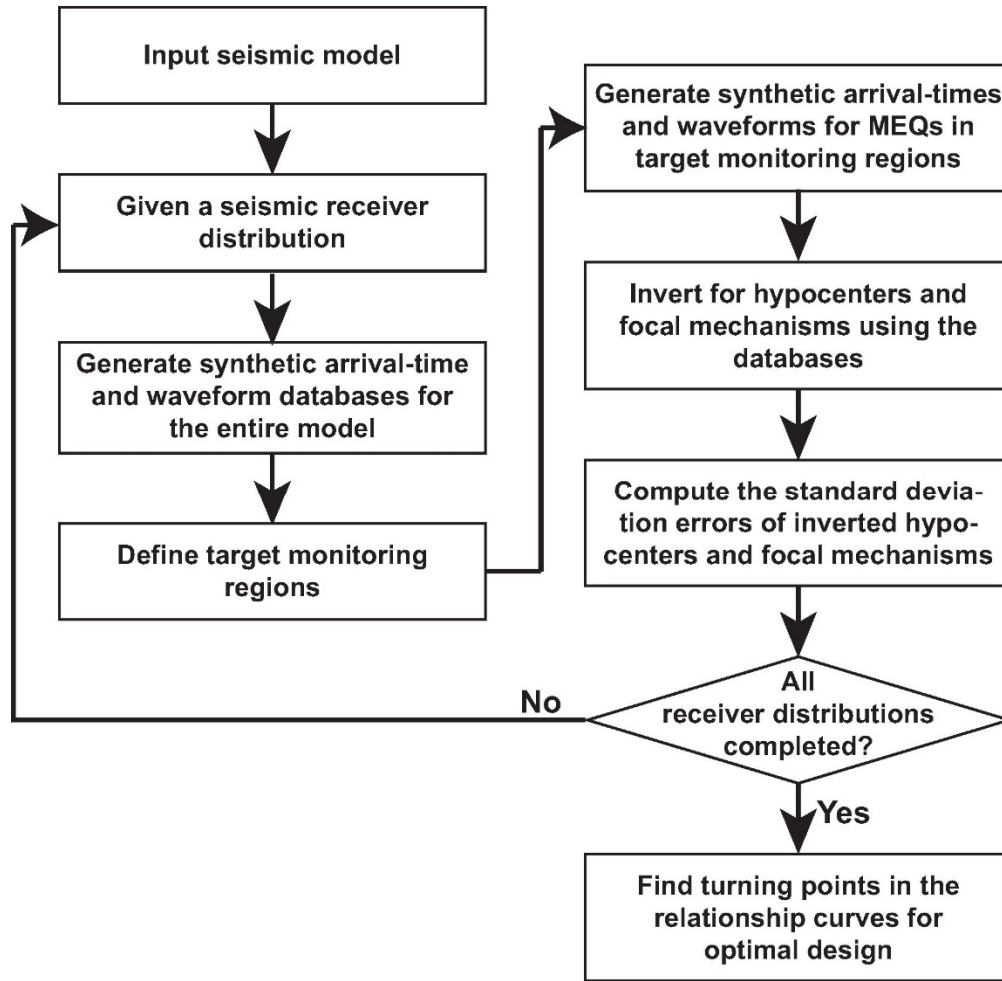 Input seismic model
Given a seismic receiver
distribution
Generate synthetic arrival-time
and waveform databases for
the entire model
Define target monitoring
regions
Generate synthetic arrival-times
and waveforms for MEQs in
target monitoring regions
Invert for hypocenters and
focal mechanisms using the
databases
Compute the standard devia-
tion errors of inverted hypo-
centers and focal mechanisms
All
receiver distributions
completed?
No
Yes
Find turning points in the
relationship curves for
optimal design